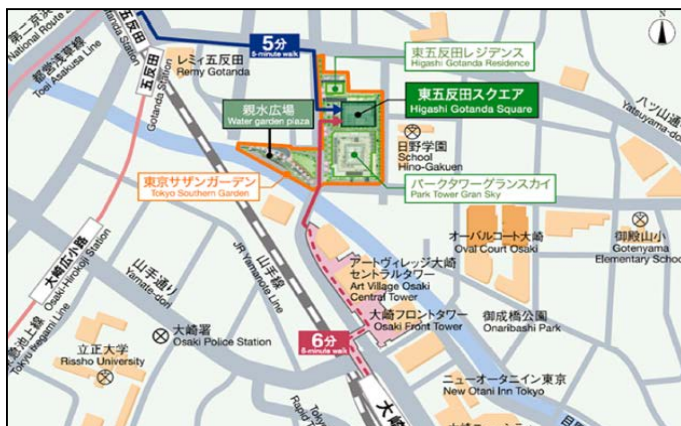 第二京浜
National Route
都営浅草線
Toei Asakusa Line
五反田
Gotanda Station
レミィ五反田
Remy Gotanda
5分
5-minute walk
東五反田レジデンス
Higashi Gotanda Residence
東五反田スクエア
Higashi Gotanda Square
親水広場
Water garden plaza
日野学園
School
Hino-Gakuen
八ツ山通り
Yatsuyama-dori
東京サザンガーデン
Tokyo Southern Garden
パークタワーグランスカイ
Park Tower Gran Sky
大崎広小路
Osaki-Hirokoji Station
山手通り
Yamate-dori
山手線
JR Yamanote Line
アートヴィレッジ大崎
セントラルタワー
Art Village Osaki
Central Tower
オーバルコート大崎
Oval Court Osaki
御殿山小
Gotenyama
Elementary School
大崎フロントタワー
Osaki Front Tower
御成橋公園
Onaribashi Park
急池上線
Tokyu Ikegami Line
大崎署
Osaki Police Station
立正大学
Rissho University
6分
6-minute walk
ニューオータニイン東京
New Otani Inn Tokyo
大崎